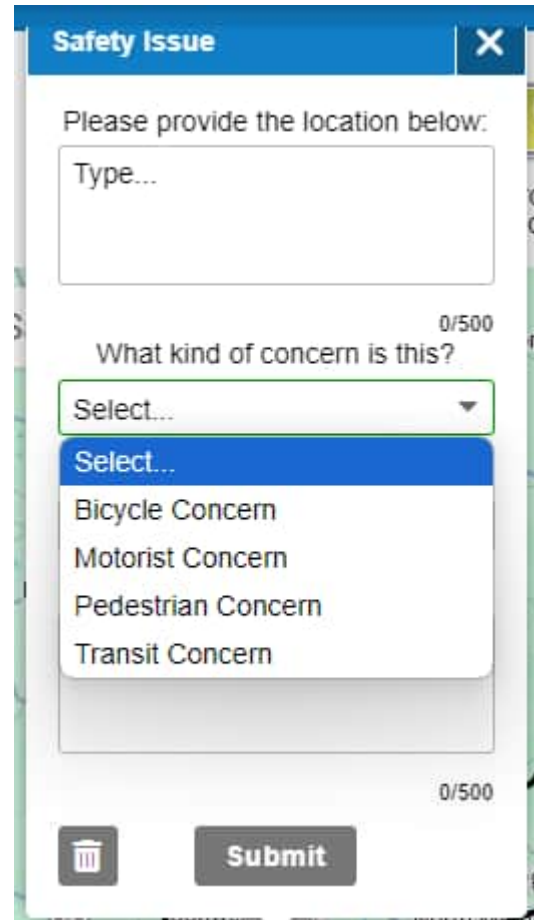 Safety Issue
Please provide the location below:
Type...
0/500
What kind of concern is this?
Select...
Select...
Bicycle Concern
Motorist Concern
Pedestrian Concern
Transit Concern
0/500
Submit